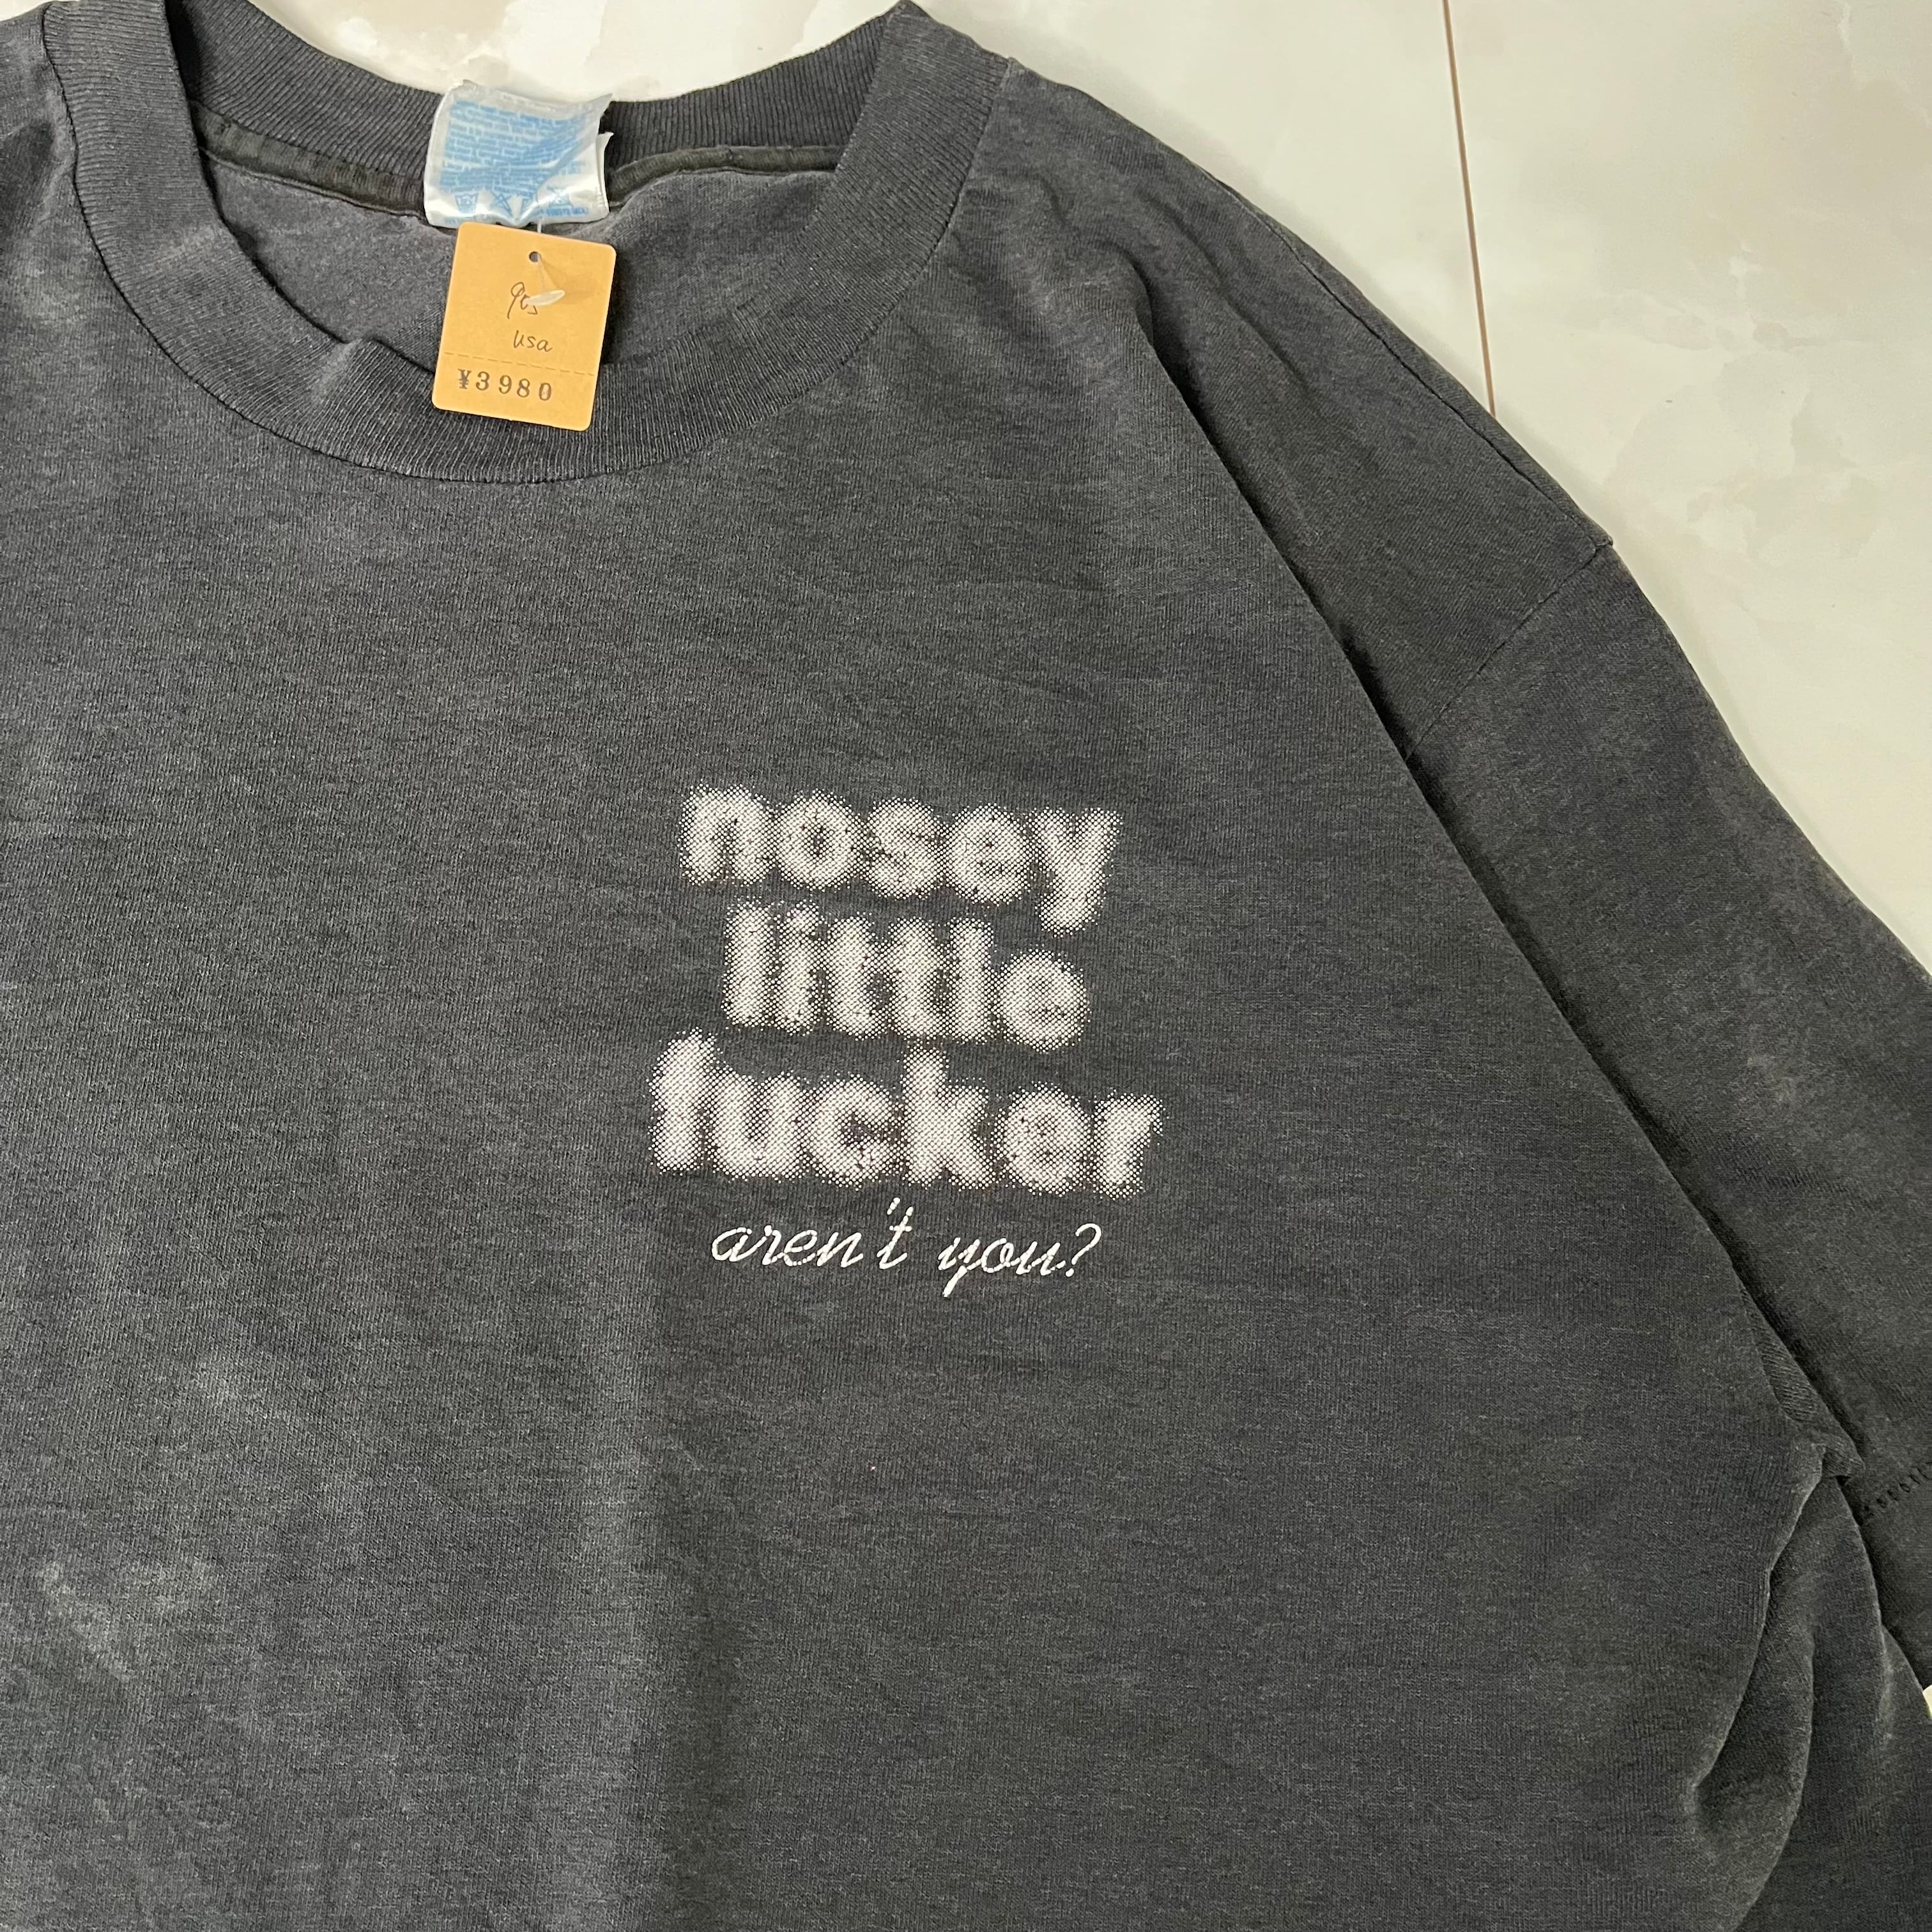 90s
usa
¥3980
nosey
little
fucker
aren't you?